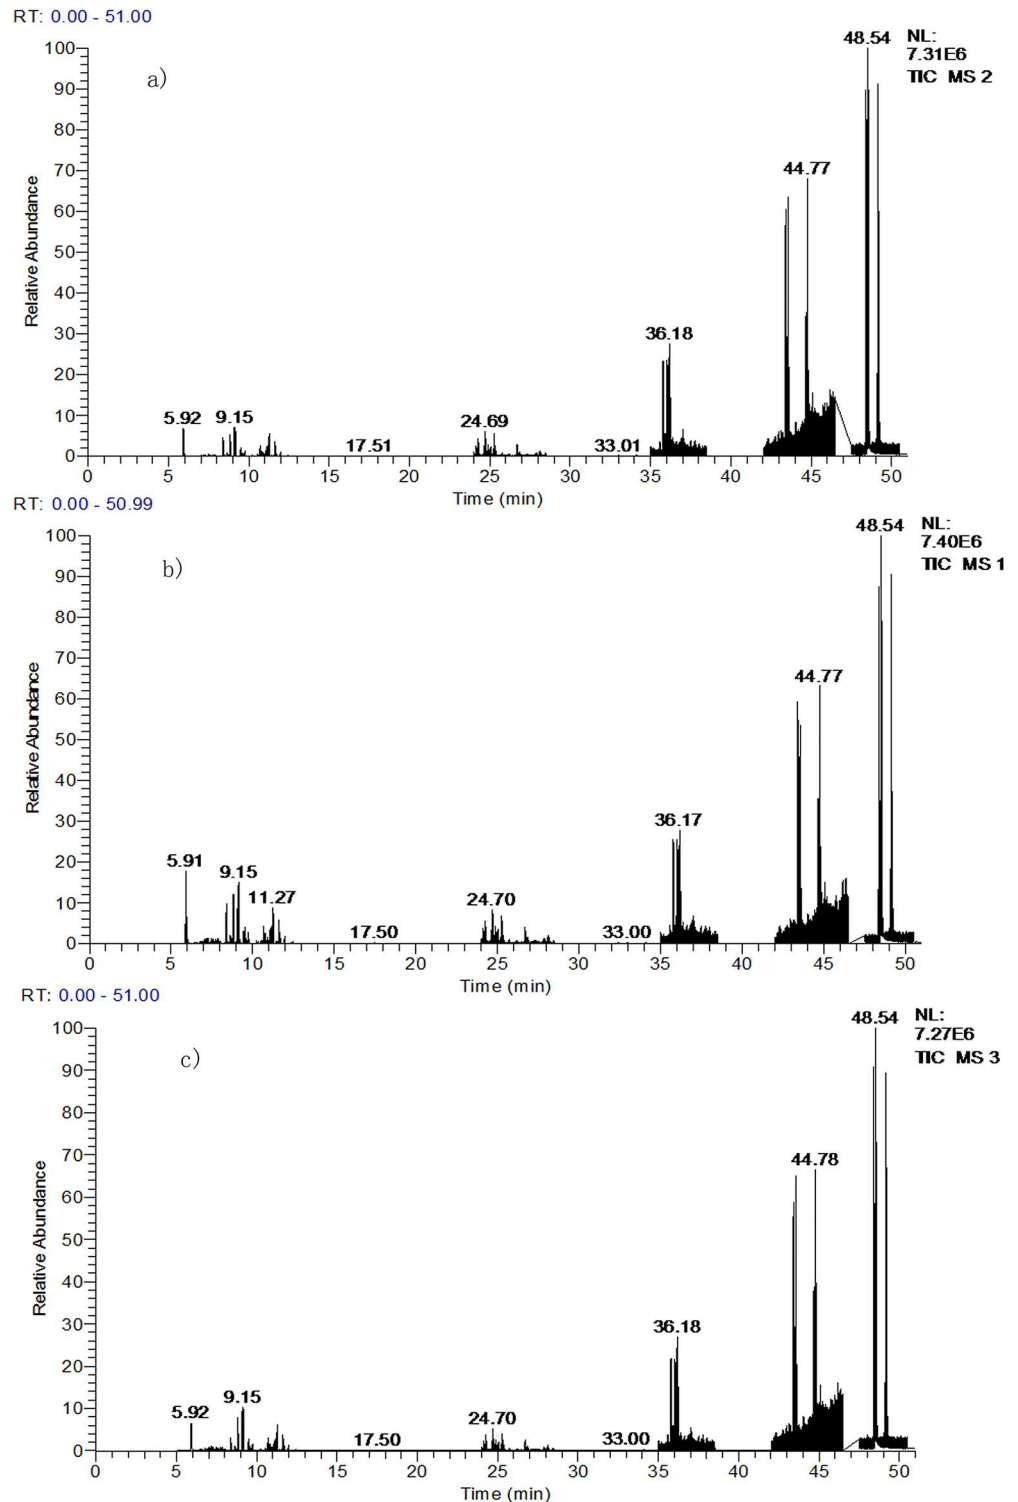 RT: 0.00 - 51.00
48.54 NL:
7.31E6
TIC MS 2
a)
100
90
80
70
60
50
40
30
20
10
0
Relative Abundance
44.77
36.18
5.92 9.15 24.69
17.51 33.01
0 5 10 15 20 25 30 35 40 45 50
Time (min)
RT: 0.00 - 50.99
48.54 NL:
7.40E6
TIC MS 1
b)
100
90
80
70
60
50
40
30
20
10
0
Relative Abundance
44.77
36.17
5.91 9.15 11.27 24.70
17.50 33.00
0 5 10 15 20 25 30 35 40 45 50
Time (min)
RT: 0.00 - 51.00
48.54 NL:
7.27E6
TIC MS 3
c)
100
90
80
70
60
50
40
30
20
10
0
Relative Abundance
44.78
36.18
5.92 9.15 24.70
17.50 33.00
0 5 10 15 20 25 30 35 40 45 50
Time (min)